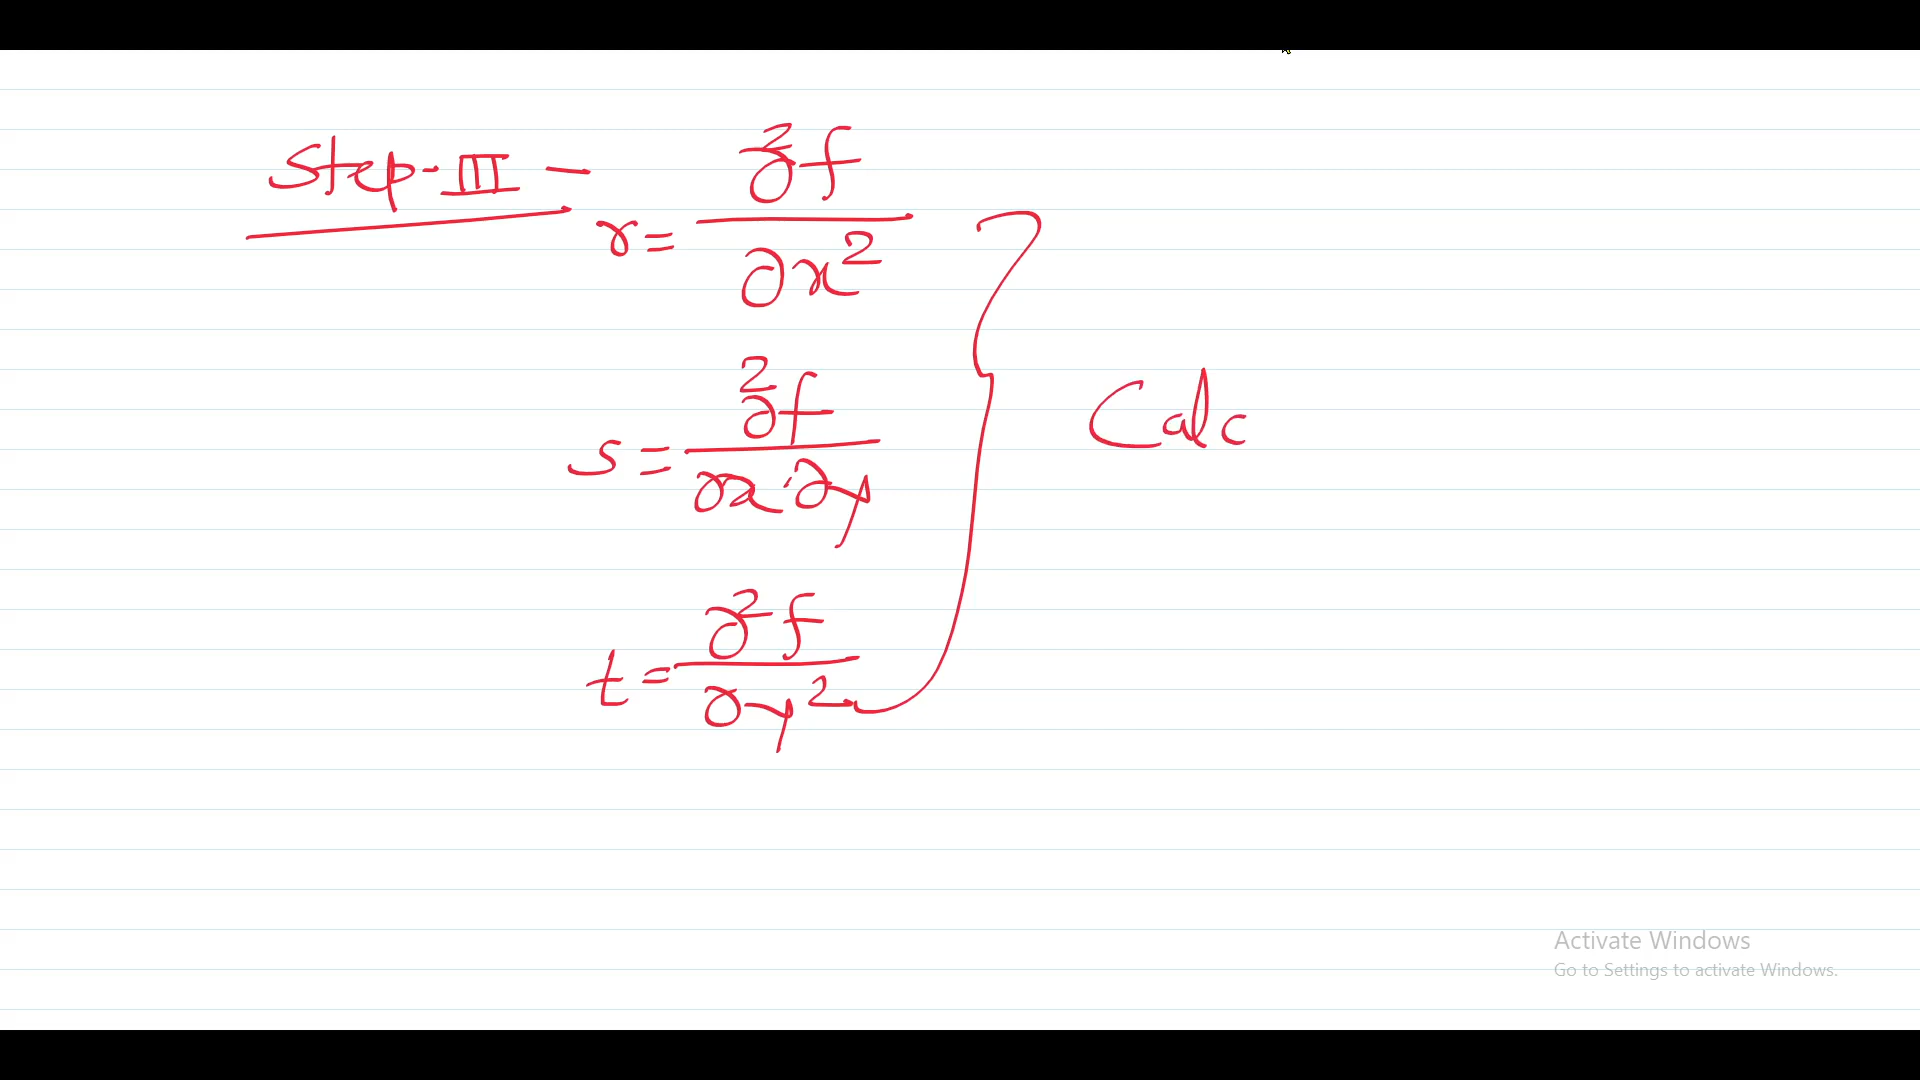 Step-III -
r = ∂²f / ∂x²
s = ∂²f / ∂x·∂y
Calc
t = ∂²f / ∂y²
Activate Windows
Go to Settings to activate Windows.